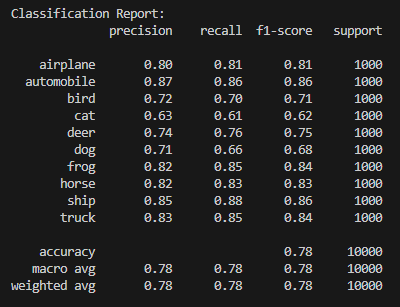 Classification Report:
precision recall f1-score support
airplane 0.80 0.81 0.81 1000
automobile 0.87 0.86 0.86 1000
bird 0.72 0.70 0.71 1000
cat 0.63 0.61 0.62 1000
deer 0.74 0.76 0.75 1000
dog 0.71 0.66 0.68 1000
frog 0.82 0.85 0.84 1000
horse 0.82 0.83 0.83 1000
ship 0.85 0.88 0.86 1000
truck 0.83 0.85 0.84 1000
accuracy 0.78 10000
macro avg 0.78 0.78 0.78 10000
weighted avg 0.78 0.78 0.78 10000